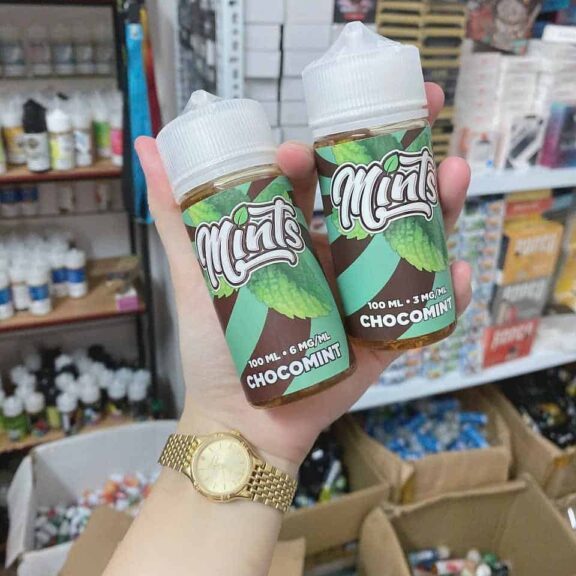 Mints
100 ML • 6 MG/ML
CHOCOMINT
Mints
100 ML • 3 MG/ML
CHOCOMINT